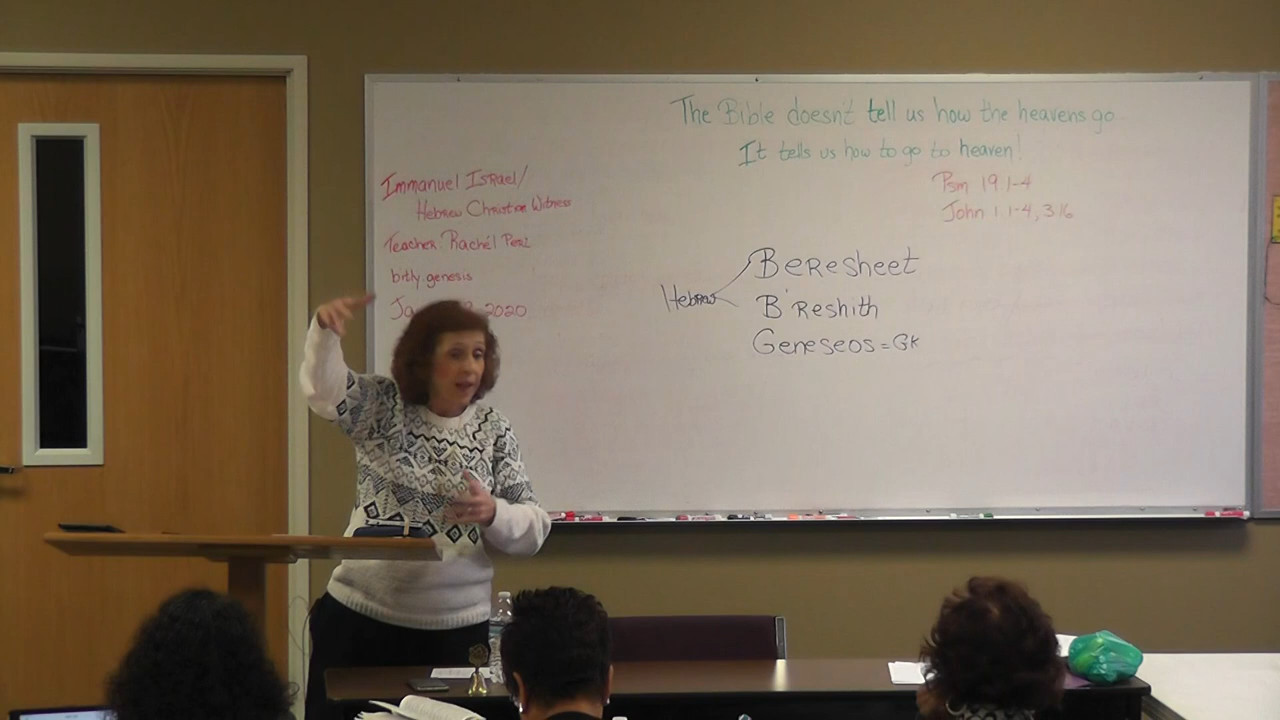 The Bible doesn't tell us how the heavens go
It tells us how to go to heaven!
Psm 19:1-4
John 1:1-4, 3:16
Immanuel Israel/
Hebrew Christian Witness
Teacher: Rachél Perz
bitly.genesis
2020
Hebrew
Beresheet
B'Reshith
Geneseos = GK